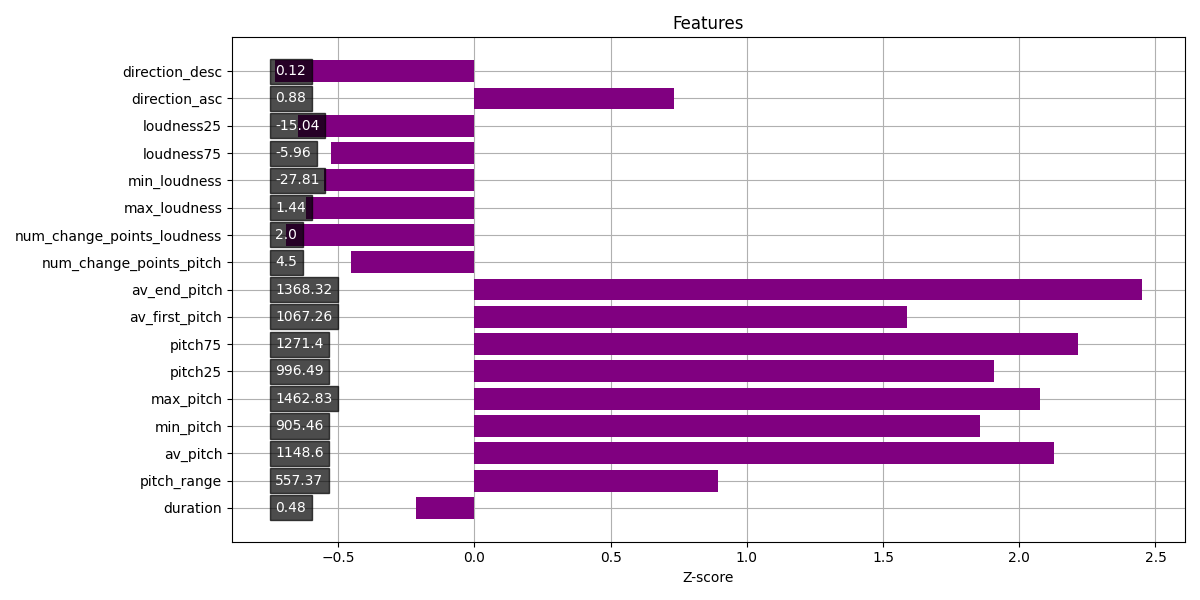 Features
direction_desc 0.12
direction_asc 0.88
loudness25 -15.04
loudness75 -5.96
min_loudness -27.81
max_loudness 1.44
num_change_points_loudness 2.0
num_change_points_pitch 4.5
av_end_pitch 1368.32
av_first_pitch 1067.26
pitch75 1271.4
pitch25 996.49
max_pitch 1462.83
min_pitch 905.46
av_pitch 1148.6
pitch_range 557.37
duration 0.48
−0.5 0.0 0.5 1.0 1.5 2.0 2.5
Z-score